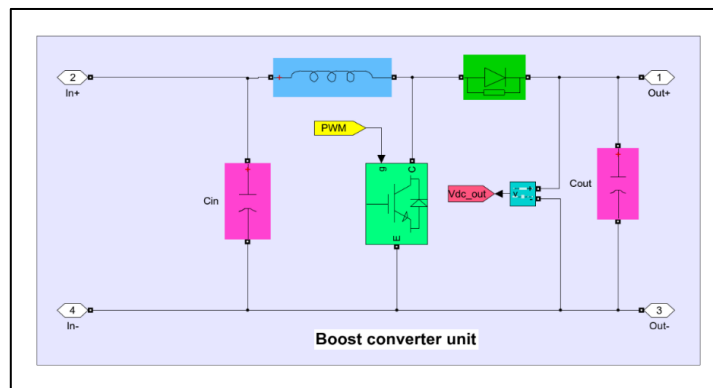 2
In+
1
Out+
PWM
g
C
Cin
E
Vdc_out
+
v
-
+
Cout
+
+
4
In-
3
Out-
Boost converter unit